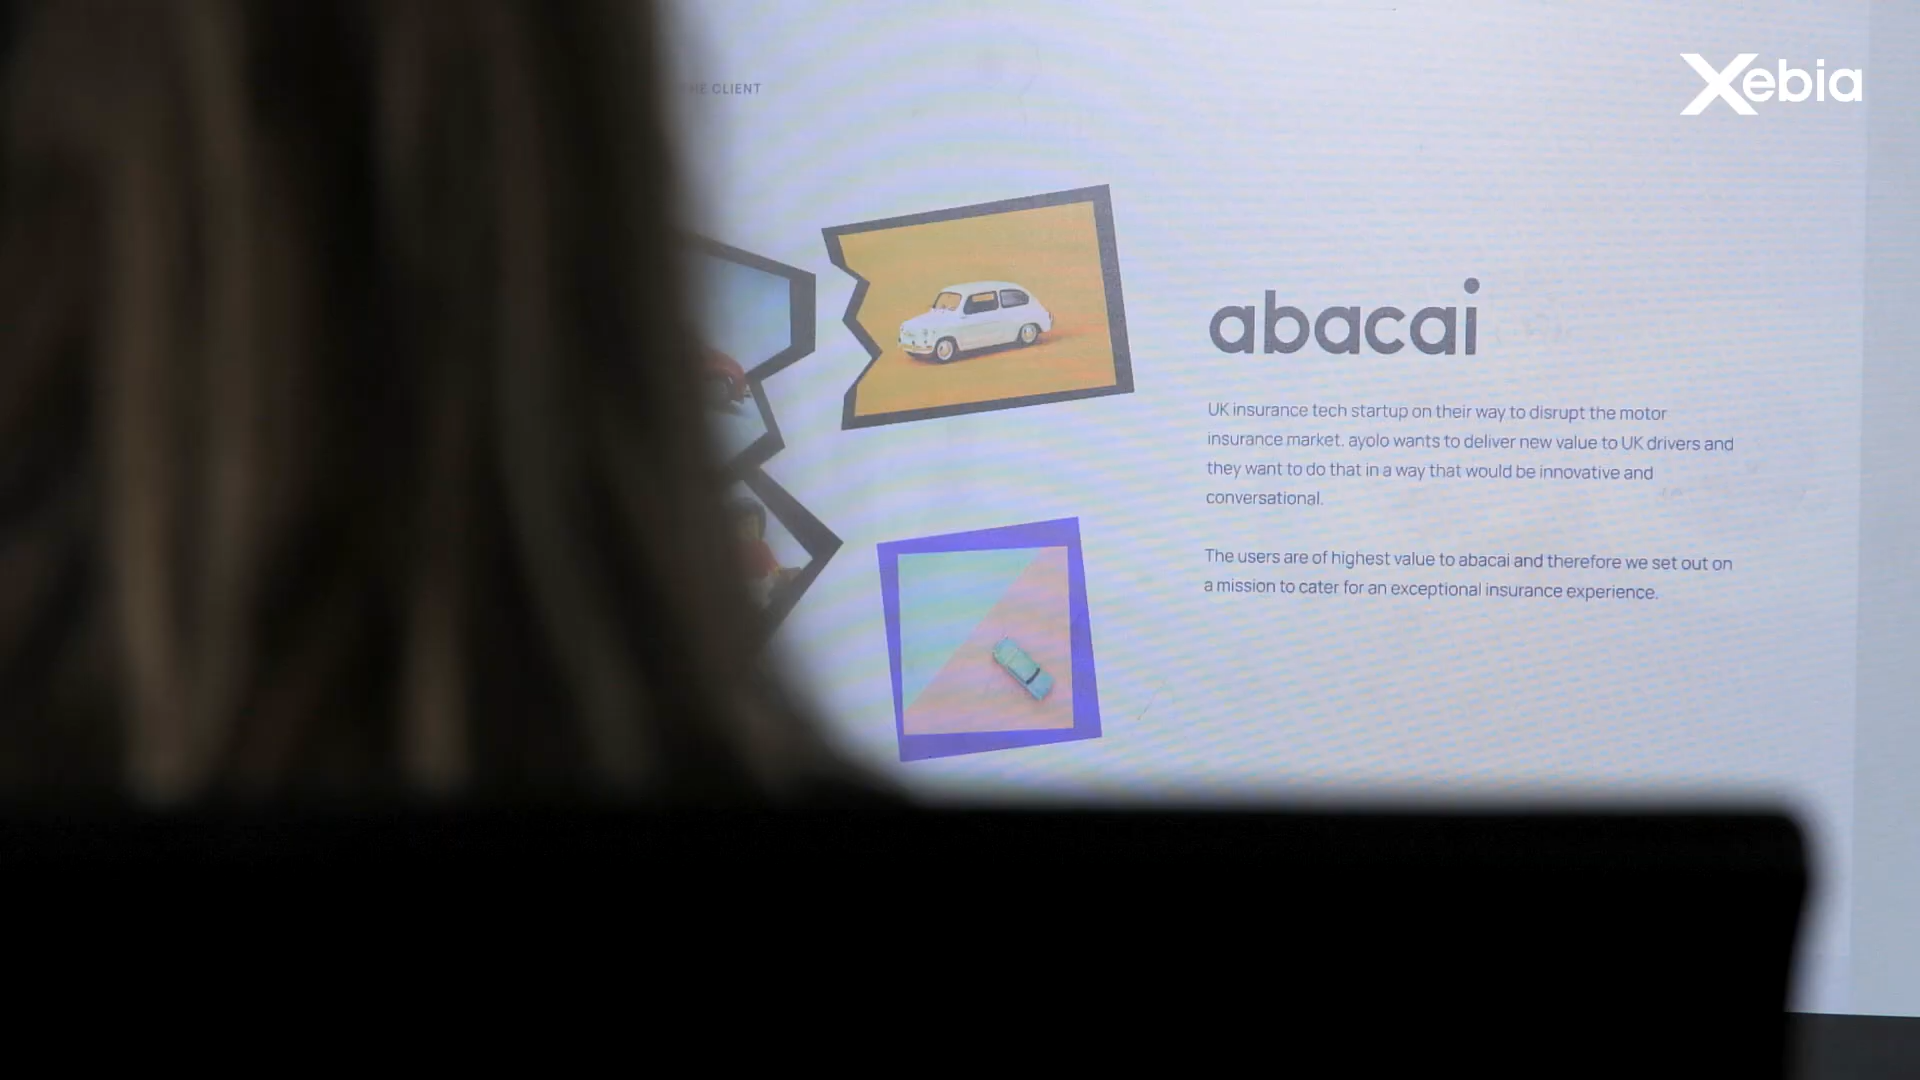 Xebia
CLIENT
abacai
UK insurance tech startup on their way to disrupt the motor
insurance market. ayolo wants to deliver new value to UK drivers and
they want to do that in a way that would be innovative and
conversational.
The users are of highest value to abacai and therefore we set out on
a mission to cater for an exceptional insurance experience.